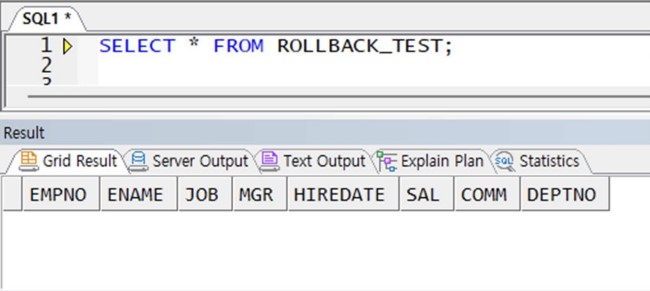 SQL1 *
1 SELECT * FROM ROLLBACK_TEST;
2
3
Result
Grid Result Server Output Text Output Explain Plan SQL Statistics
EMPNO ENAME JOB MGR HIREDATE SAL COMM DEPTNO